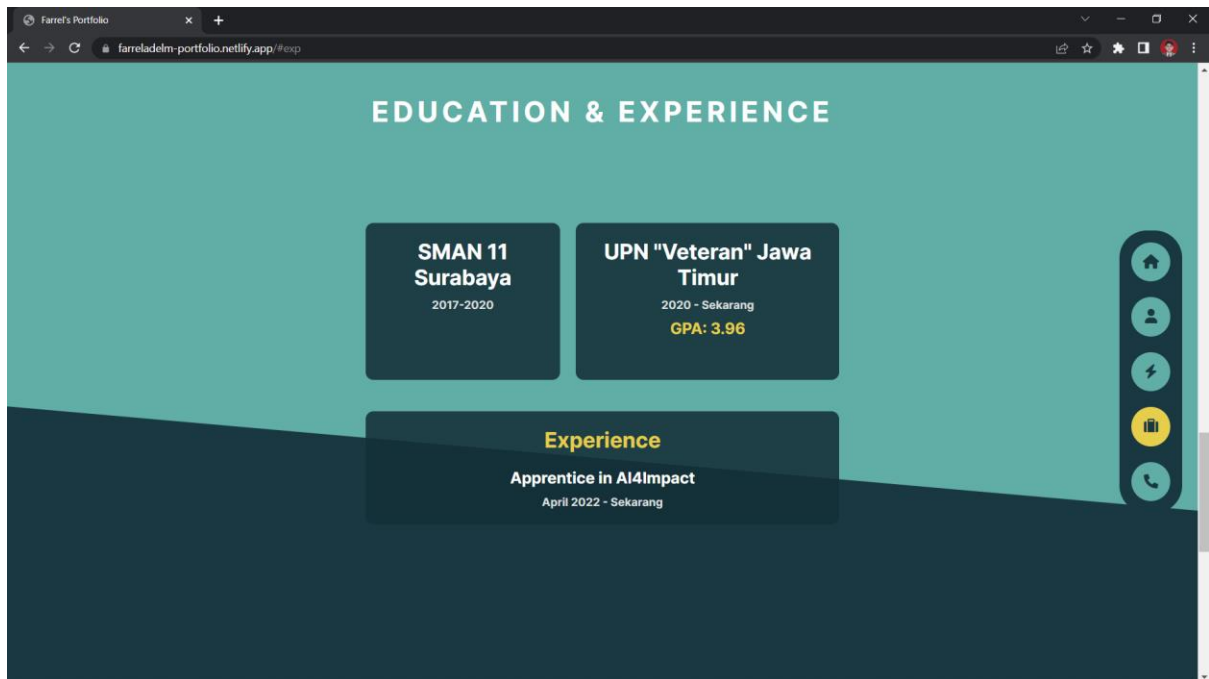 Farrel's Portfolio
farreladelm-portfolio.netlify.app/#exp
EDUCATION & EXPERIENCE
SMAN 11
Surabaya
2017-2020
UPN "Veteran" Jawa
Timur
2020 - Sekarang
GPA: 3.96
Experience
Apprentice in AI4Impact
April 2022 - Sekarang